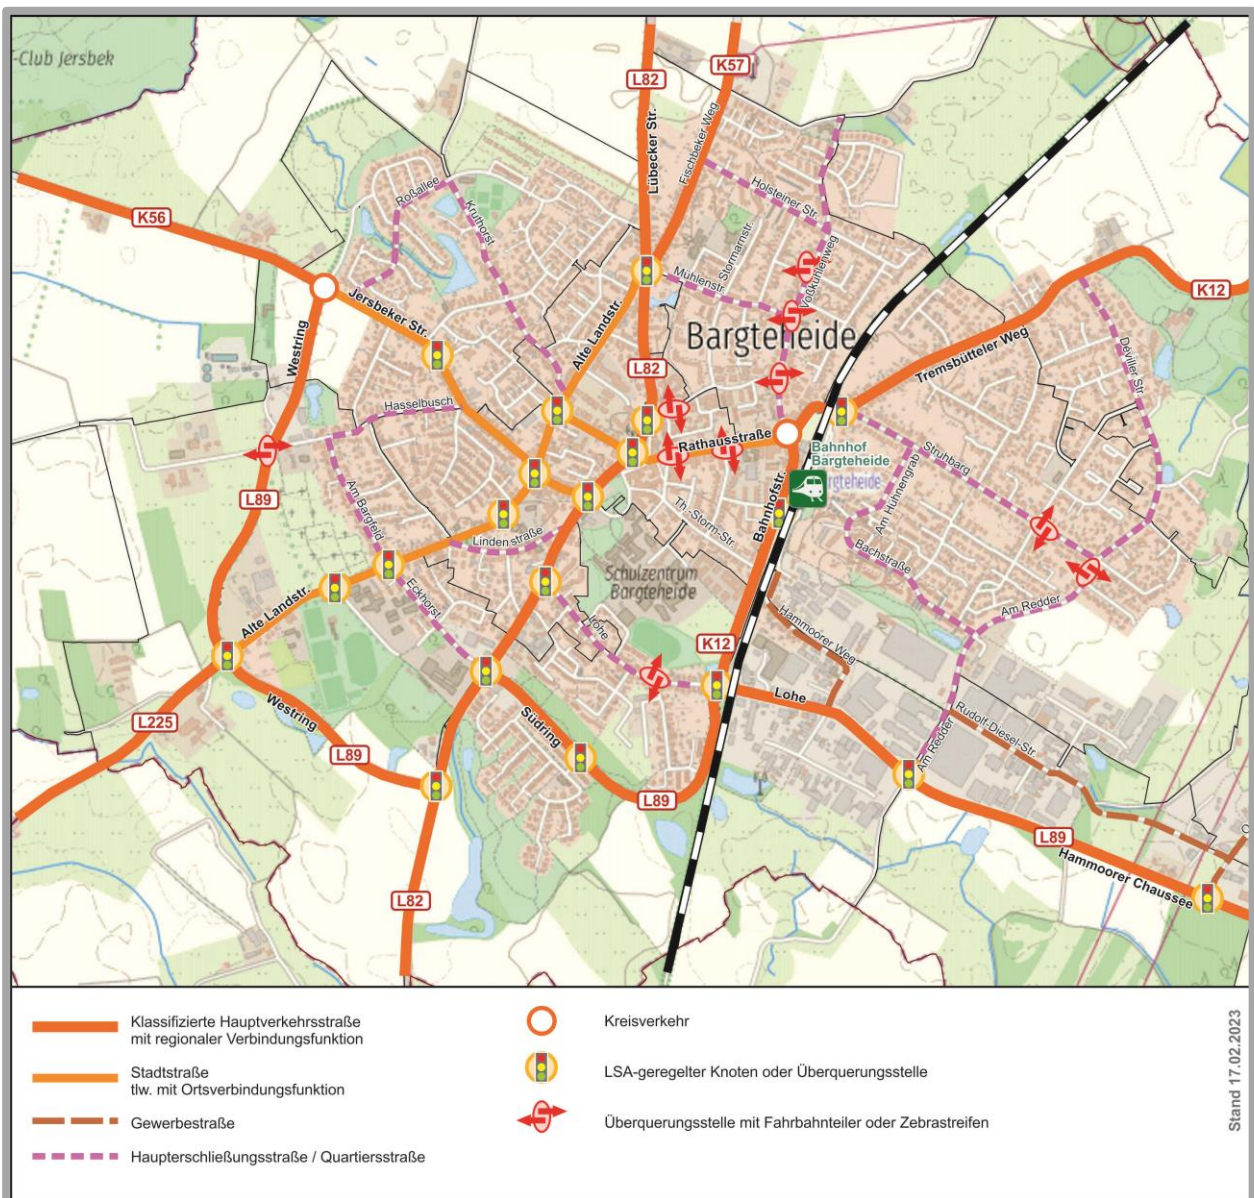 -Club Jersbek
K57
L82
Lübecker Str.
Fischbeker Weg
K56
Roßallee
Kruthorst
Holsteiner Str.
Stormarnstr.
Voßkuhlenweg
Mühlenstr.
K12
Jersbeker Str.
Westring
Alte Landstr.
Bargteheide
Tremsbütteler Weg
Déviller Str.
L82
Hasselbusch
Rathausstraße
Bahnhof
Bargteheide
rgteheide
Struhbarg
Am Hühnengrab
L89
Am Bargfeld
Bahnhofstr.
Th.-Storm-Str.
Lindenstraße
Bachstraße
Schulzentrum
Bargteheide
Alte Landstr.
Eckhorst
Lohe
Hammoorer Weg
Am Redder
K12
Lohe
L225
Westring
L89
Südring
Rudolf-Diesel-Str.
Am Redder
L89
L89
Hammoorer Chaussee
L82
Klassifizierte Hauptverkehrsstraße
mit regionaler Verbindungsfunktion
Stadtstraße
tlw. mit Ortsverbindungsfunktion
Gewerbestraße
Haupterschließungsstraße / Quartiersstraße
Kreisverkehr
LSA-geregelter Knoten oder Überquerungsstelle
Überquerungsstelle mit Fahrbahnteiler oder Zebrastreifen
Stand 17.02.2023